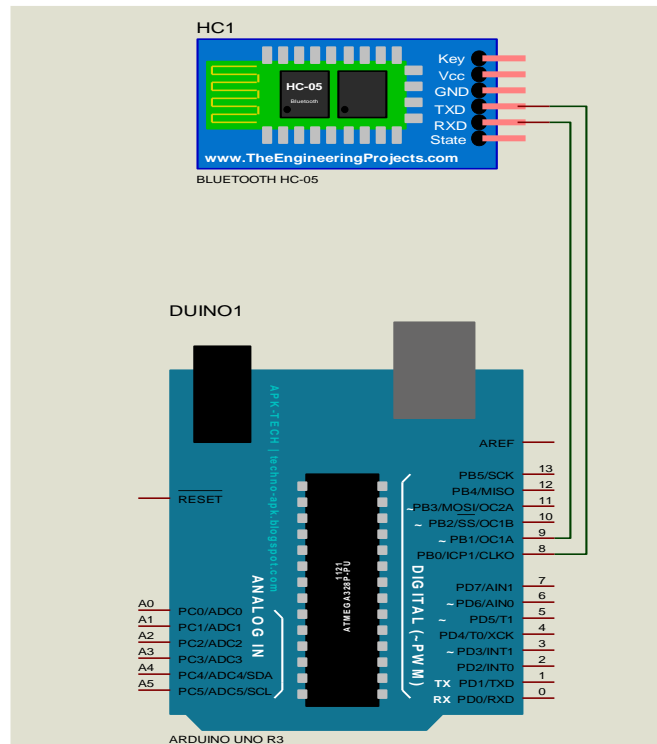 HC1
HC-05
Bluetooth
Key
Vcc
GND
TXD
RXD
State
www.TheEngineeringProjects.com
BLUETOOTH HC-05
DUINO1
APK-TECH | techno-apk.blogspot.com
RESET
AREF
PB5/SCK 13
PB4/MISO 12
~PB3/MOSI/OC2A 11
~ PB2/SS/OC1B 10
~ PB1/OC1A 9
PB0/ICP1/CLKO 8
1121
ATMEGA328P-PU
DIGITAL (~PWM)
ANALOG IN
PD7/AIN1 7
~PD6/AIN0 6
~ PD5/T1 5
PD4/T0/XCK 4
~PD3/INT1 3
PD2/INT0 2
TX PD1/TXD 1
RX PD0/RXD 0
A0 PC0/ADC0
A1 PC1/ADC1
A2 PC2/ADC2
A3 PC3/ADC3
A4 PC4/ADC4/SDA
A5 PC5/ADC5/SCL
ARDUINO UNO R3